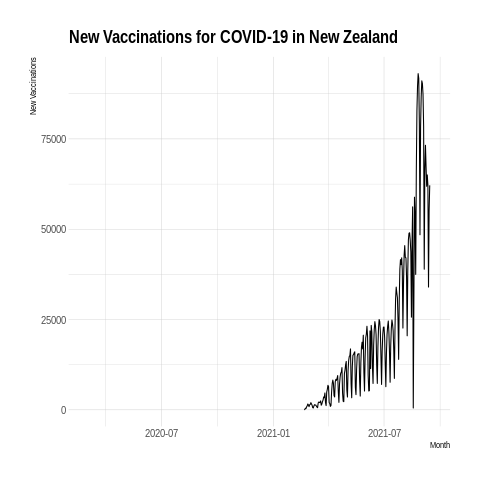 New Vaccinations for COVID-19 in New Zealand
New Vaccinations
75000
50000
25000
0
2020-07
2021-01
2021-07
Month